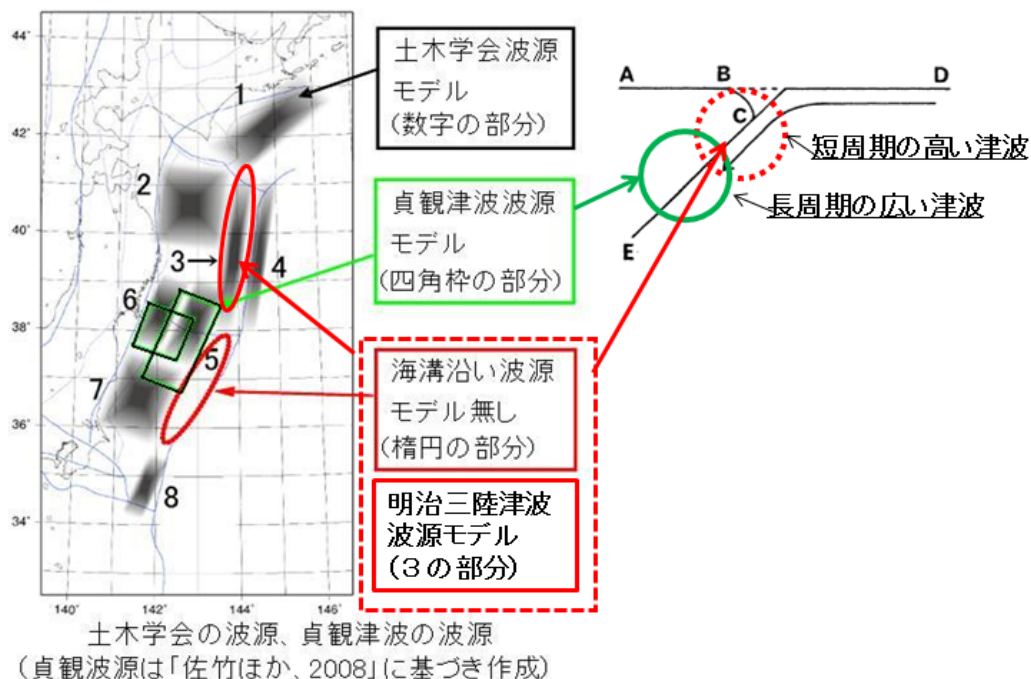 44°
42°
40°
38°
36°
34°
140°
142°
144°
146°
1
2
3→
4
5
6
7
8
土木学会波源
モデル
(数字の部分)
貞観津波波源
モデル
(四角枠の部分)
海溝沿い波源
モデル無し
(楕円の部分)
明治三陸津波
波源モデル
(3の部分)
A
B
C
D
E
短周期の高い津波
長周期の広い津波
土木学会の波源、貞観津波の波源
(貞観波源は「佐竹ほか、2008」に基づき作成)